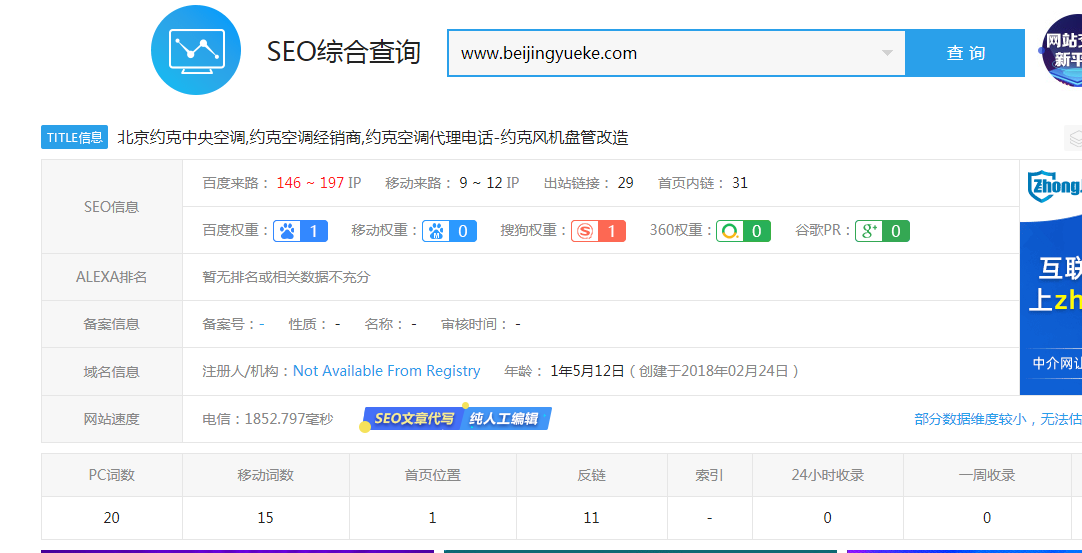 SEO综合查询
www.beijingyueke.com
查 询
TITLE信息 北京约克中央空调,约克空调经销商,约克空调代理电话-约克风机盘管改造
SEO信息
百度来路： 146 ~ 197 IP 移动来路： 9 ~ 12 IP 出站链接： 29 首页内链： 31
百度权重： 1 移动权重： 0 搜狗权重： S 1 360权重： 0 谷歌PR： g+ 0
ALEXA排名 暂无排名或相关数据不充分
备案信息 备案号：- 性质： - 名称： - 审核时间： -
域名信息 注册人/机构：Not Available From Registry 年龄： 1年5月12日（创建于2018年02月24日）
网站速度 电信：1852.797毫秒 SEO文章代写 纯人工编辑 部分数据维度较小，无法估
PC词数 移动词数 首页位置 反链 索引 24小时收录 一周收录
20 15 1 11 - 0 0
网站交
新平
Zhong
互联
上zh
中介网让